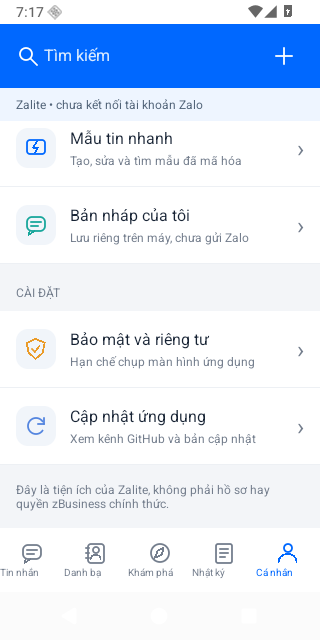 7:17
Tìm kiếm
Zalite • chưa kết nối tài khoản Zalo
Mẫu tin nhanh
Tạo, sửa và tìm mẫu đã mã hóa
Bản nháp của tôi
Lưu riêng trên máy, chưa gửi Zalo
CÀI ĐẶT
Bảo mật và riêng tư
Hạn chế chụp màn hình ứng dụng
Cập nhật ứng dụng
Xem kênh GitHub và bản cập nhật
Đây là tiện ích của Zalite, không phải hồ sơ hay
quyền zBusiness chính thức.
Tin nhắn Danh bạ Khám phá Nhật ký Cá nhân